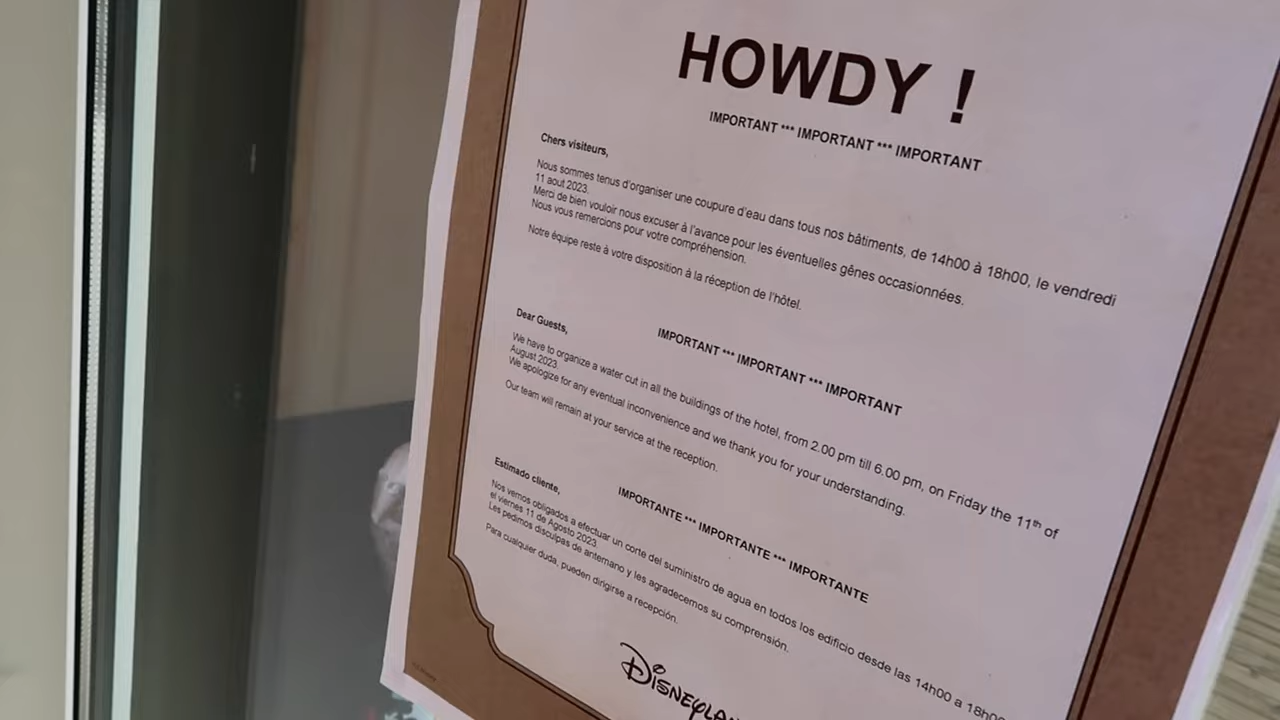 HOWDY !
IMPORTANT *** IMPORTANT *** IMPORTANT
Chers visiteurs,
Nous sommes tenus d'organiser une coupure d'eau dans tous nos bâtiments, de 14h00 à 18h00, le vendredi
11 aout 2023.
Merci de bien vouloir nous excuser à l'avance pour les éventuelles gênes occasionnées.
Nous vous remercions pour votre compréhension.
Notre équipe reste à votre disposition à la réception de l'hôtel.
IMPORTANT *** IMPORTANT *** IMPORTANT
Dear Guests,
We have to organize a water cut in all the buildings of the hotel, from 2.00 pm till 6.00 pm, on Friday the 11th of
August 2023.
We apologize for any eventual inconvenience and we thank you for your understanding.
Our team will remain at your service at the reception.
IMPORTANTE *** IMPORTANTE *** IMPORTANTE
Estimado cliente,
Nos vemos obligados a efectuar un corte del suministro de agua en todos los edificio desde las 14h00 a 18h00
el viernes 11 de Agosto 2023.
Les pedimos disculpas de antemano y les agradecemos su comprensión.
Para cualquier duda, pueden dirigirse a recepción.